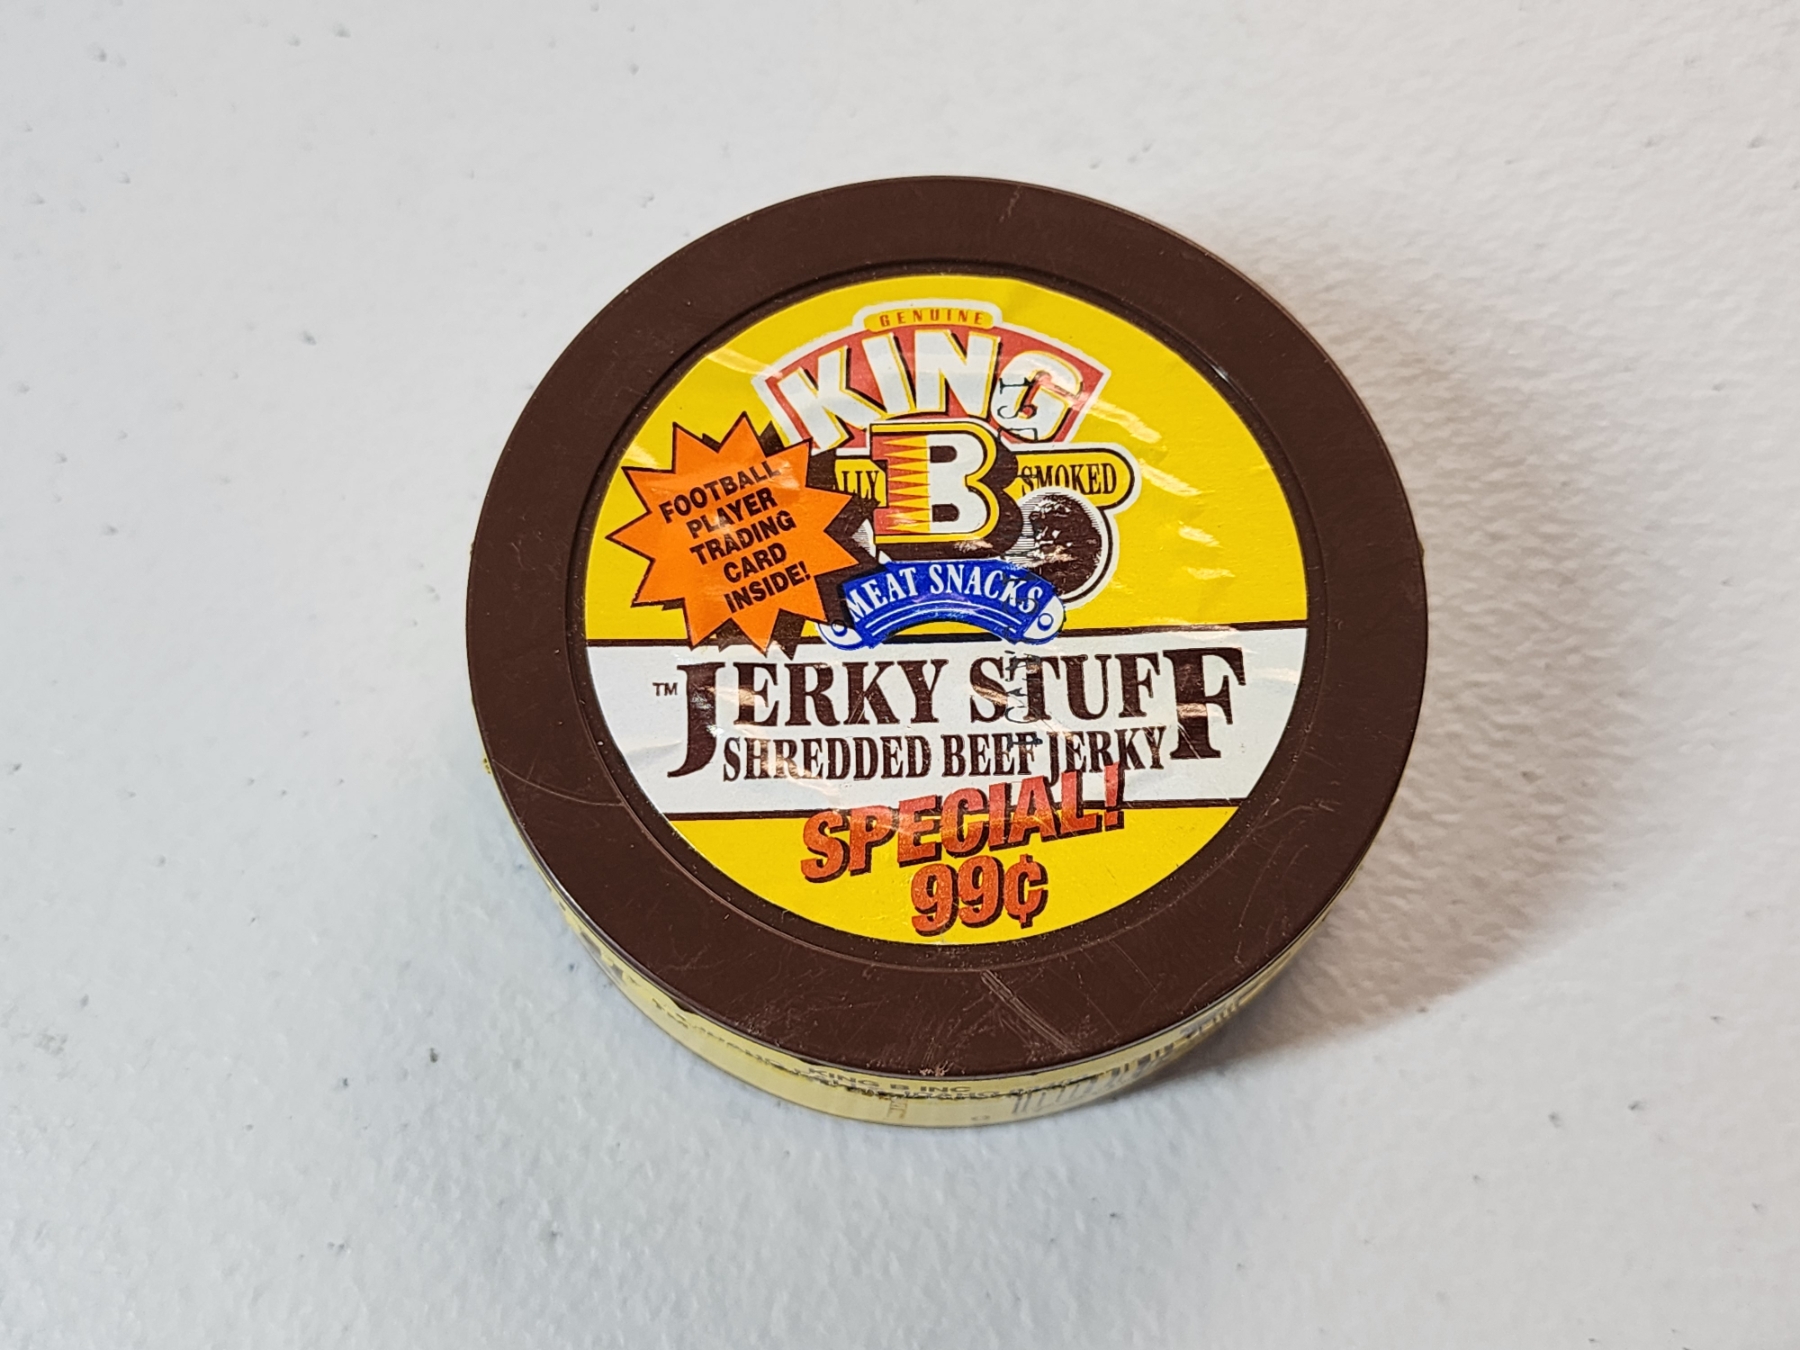 GENUINE
KING
B
SMOKED
MEAT SNACKS
FOOTBALL
PLAYER
TRADING
CARD
INSIDE!
™JERKY STUFF
SHREDDED BEEF JERKY
SPECIAL!
99¢
KING B INC